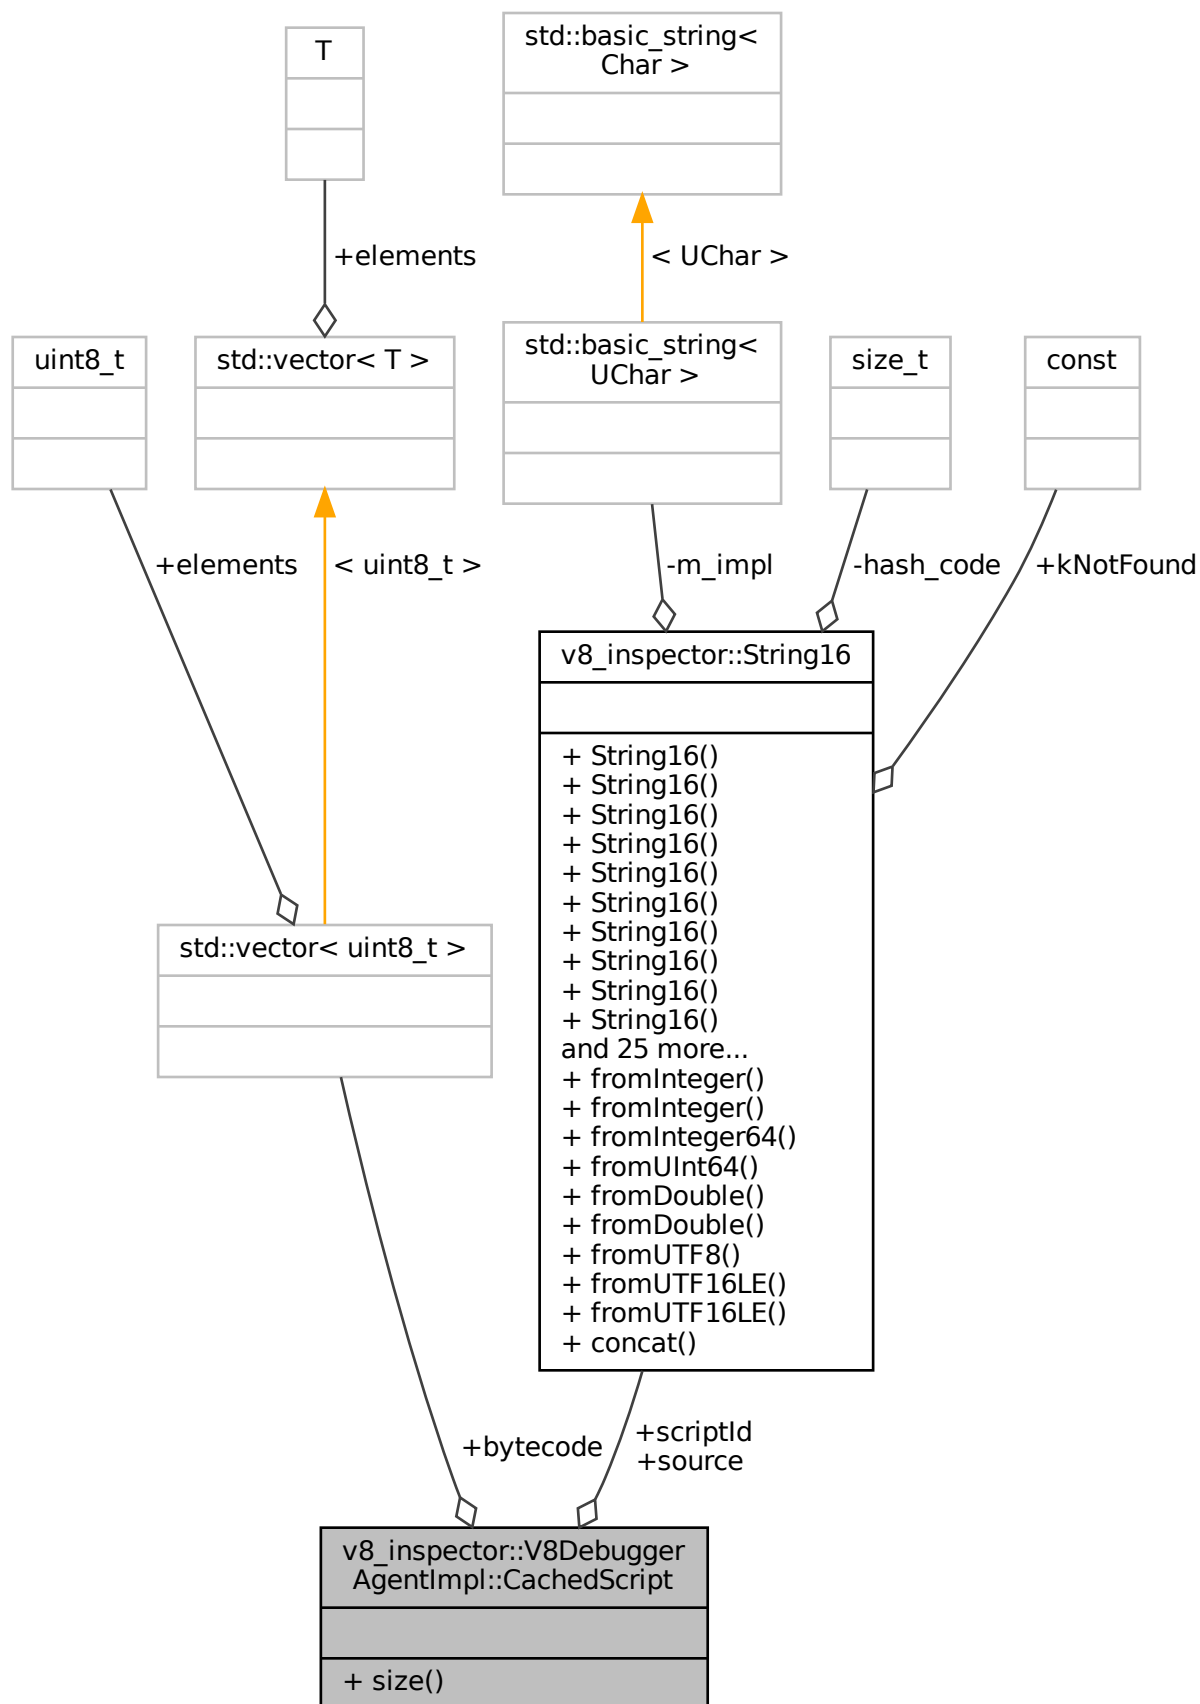 T
std::basic_string<
Char >
+elements
< UChar >
uint8_t
std::vector< T >
std::basic_string<
UChar >
size_t
const
+elements
< uint8_t >
-m_impl
-hash_code
+kNotFound
v8_inspector::String16
+ String16()
+ String16()
+ String16()
+ String16()
+ String16()
+ String16()
+ String16()
+ String16()
+ String16()
+ String16()
and 25 more...
+ fromInteger()
+ fromInteger()
+ fromInteger64()
+ fromUInt64()
+ fromDouble()
+ fromDouble()
+ fromUTF8()
+ fromUTF16LE()
+ fromUTF16LE()
+ concat()
std::vector< uint8_t >
+bytecode
+scriptId
+source
v8_inspector::V8Debugger
AgentImpl::CachedScript
+ size()